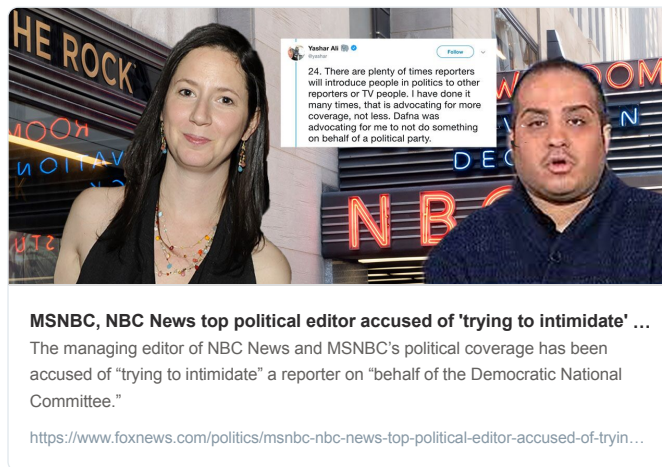 HE ROCK
Yashar Ali
@yashar
Follow
24. There are plenty of times reporters
will introduce people in politics to other
reporters or TV people. I have done it
many times, that is advocating for more
coverage, not less. Dafna was
advocating for me to not do something
on behalf of a political party.
NB
MSNBC, NBC News top political editor accused of 'trying to intimidate' ...
The managing editor of NBC News and MSNBC’s political coverage has been
accused of “trying to intimidate” a reporter on “behalf of the Democratic National
Committee.”
https://www.foxnews.com/politics/msnbc-nbc-news-top-political-editor-accused-of-tryin...